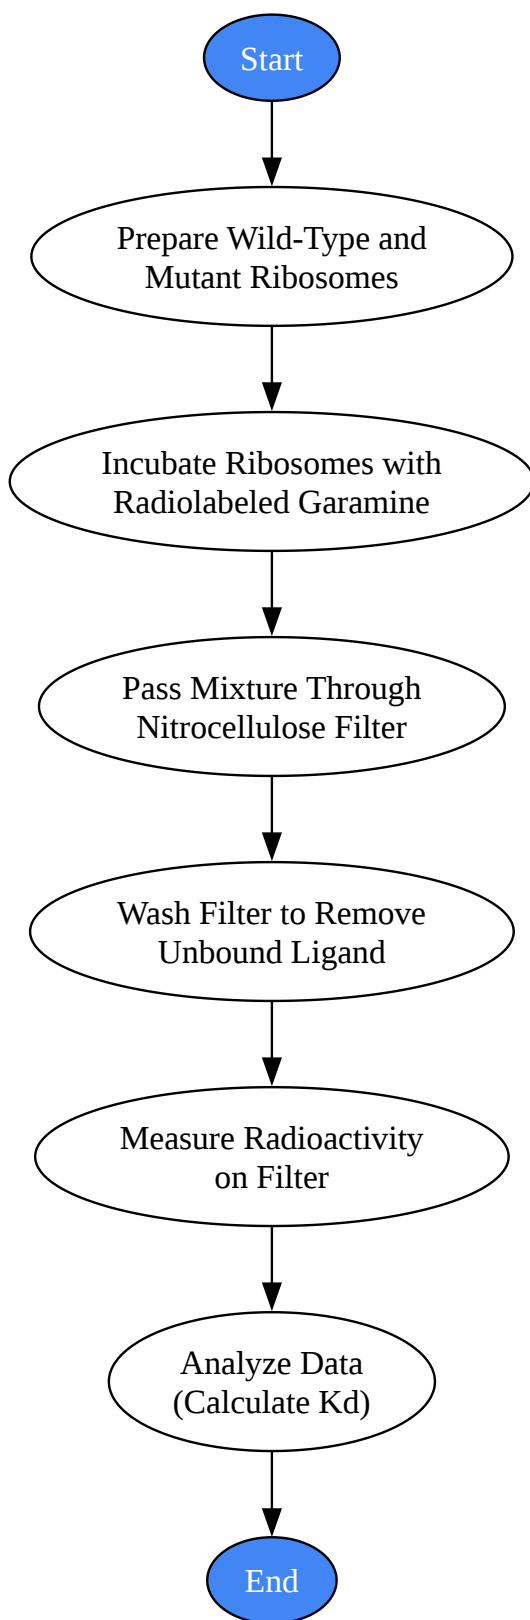 Start
Prepare Wild-Type and
Mutant Ribosomes
Incubate Ribosomes with
Radiolabeled Garamine
Pass Mixture Through
Nitrocellulose Filter
Wash Filter to Remove
Unbound Ligand
Measure Radioactivity
on Filter
Analyze Data
(Calculate Kd)
End